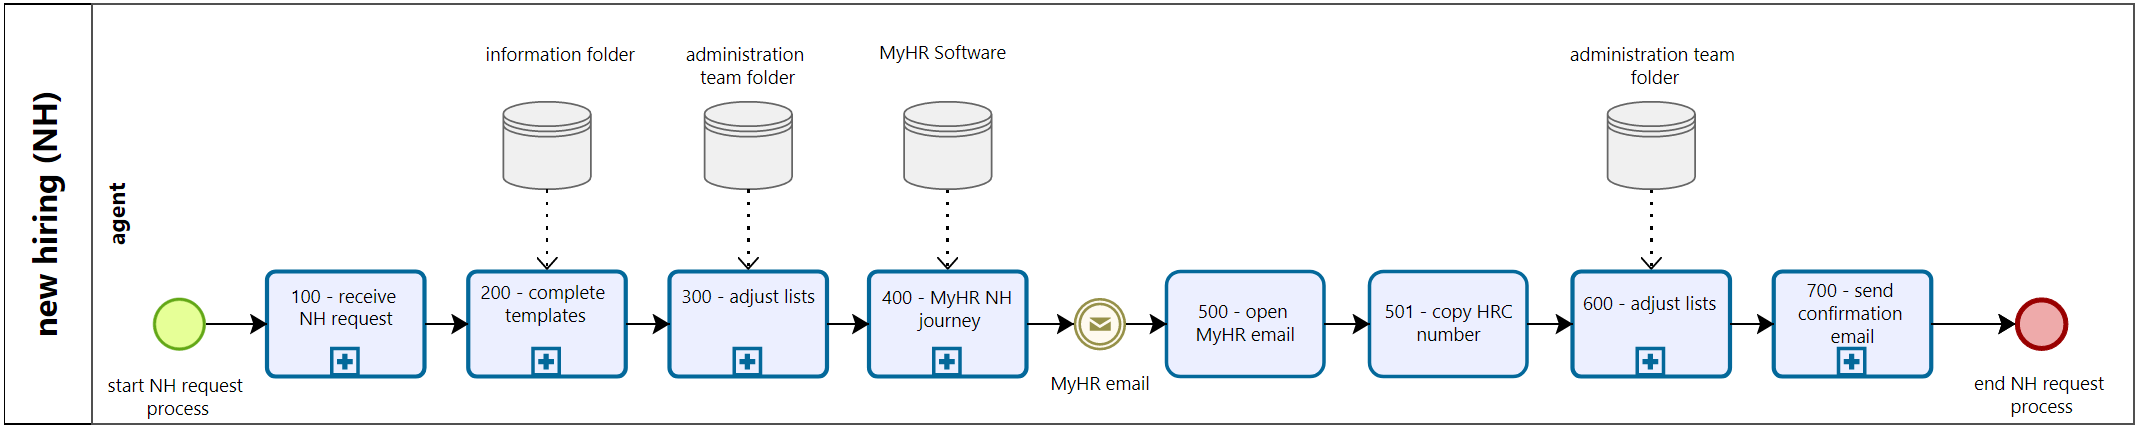 new hiring (NH)
agent
information folder
administration
team folder
MyHR Software
administration team
folder
start NH request
process
100 - receive
NH request
200 - complete
templates
300 - adjust lists
400 - MyHR NH
journey
MyHR email
500 - open
MyHR email
501 - copy HRC
number
600 - adjust lists
700 - send
confirmation
email
end NH request
process